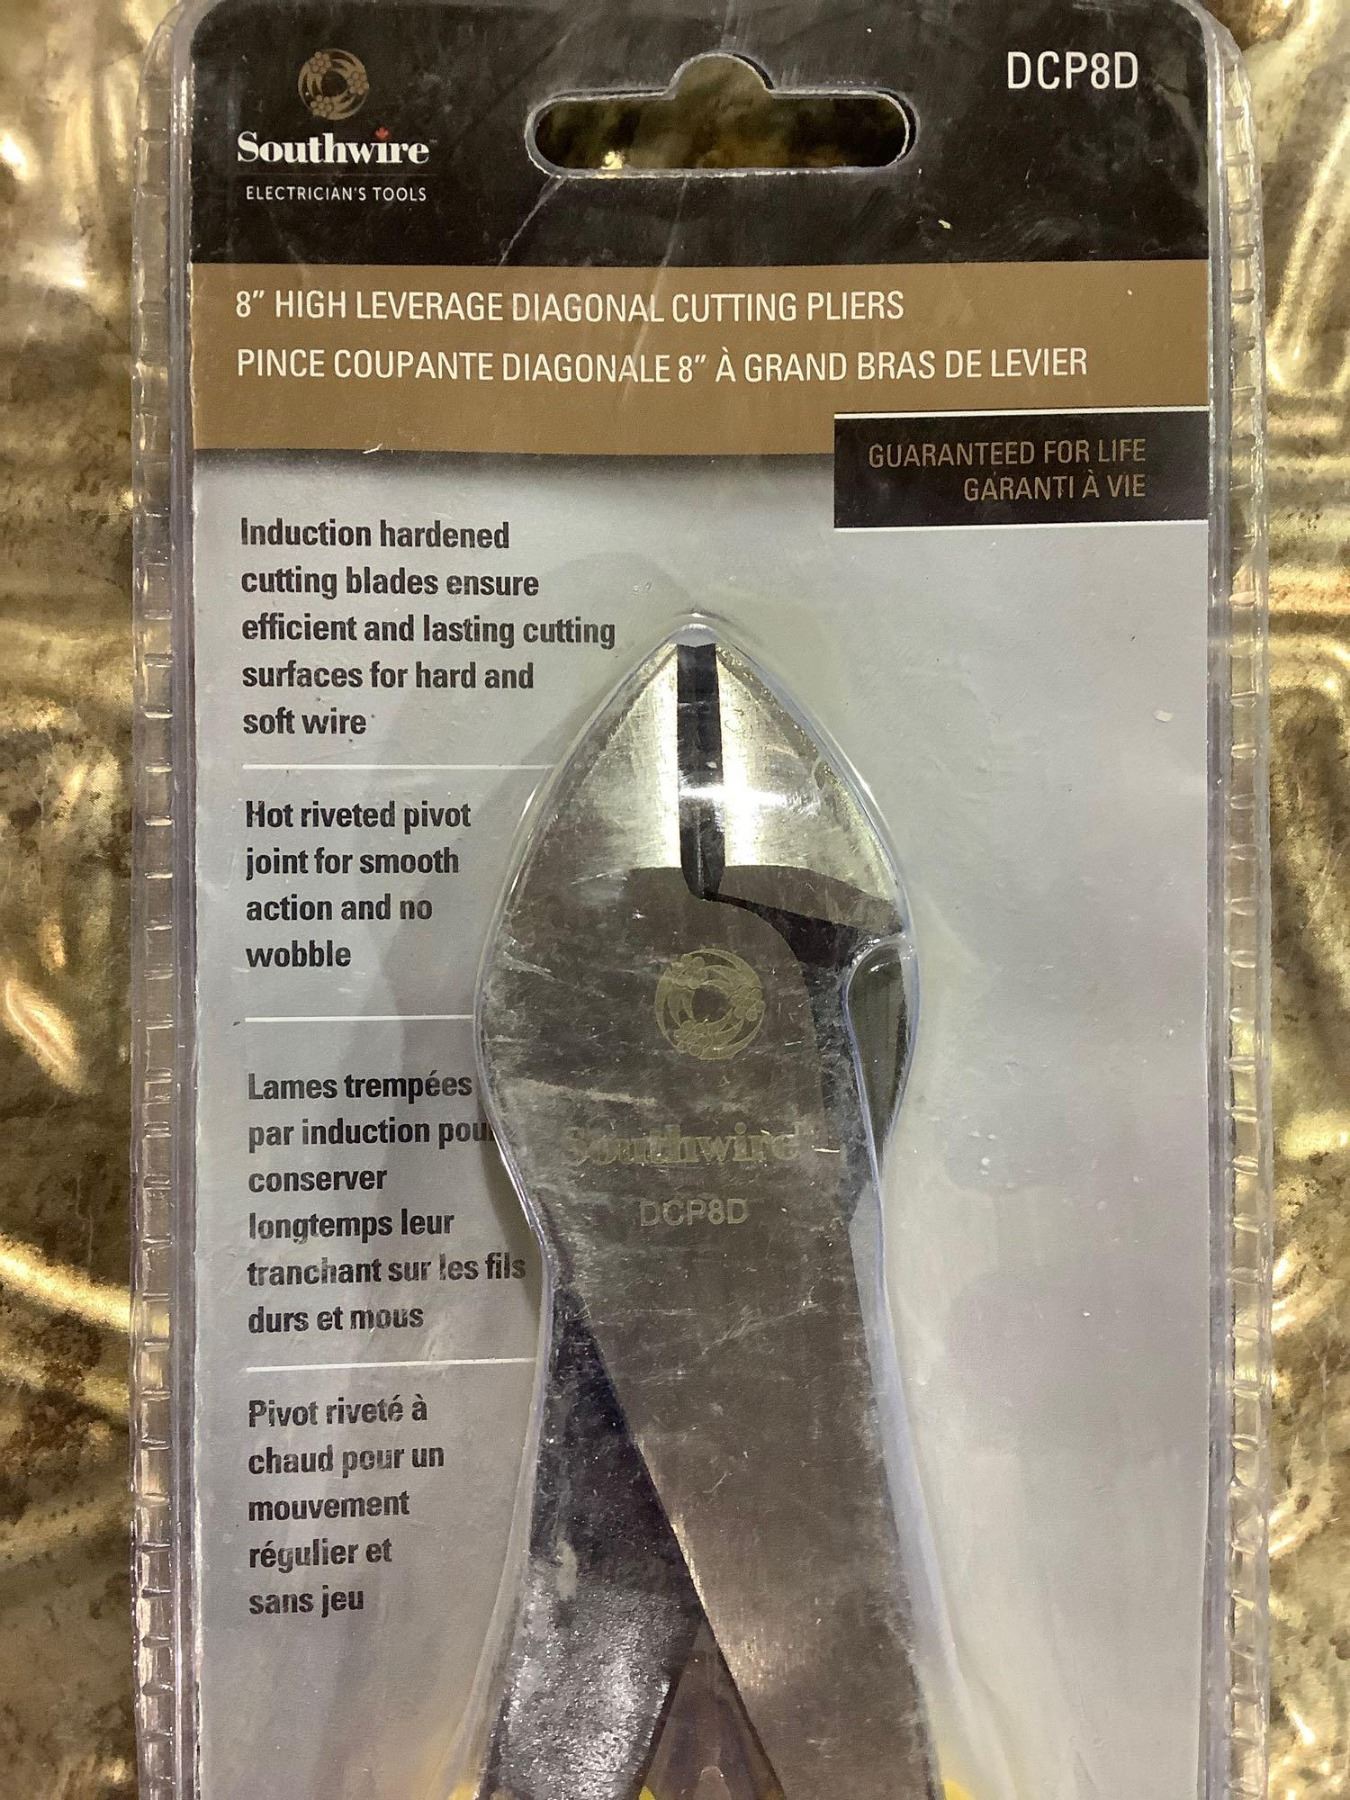 DCP8D
Southwire
ELECTRICIAN'S TOOLS
8" HIGH LEVERAGE DIAGONAL CUTTING PLIERS
PINCE COUPANTE DIAGONALE 8" À GRAND BRAS DE LEVIER
GUARANTEED FOR LIFE
GARANTI À VIE
Induction hardened
cutting blades ensure
efficient and lasting cutting
surfaces for hard and
soft wire
Hot riveted pivot
joint for smooth
action and no
wobble
Lames trempées
par induction pour
conserver
longtemps leur
tranchant sur les fils
durs et mous
Pivot riveté à
chaud pour un
mouvement
régulier et
sans jeu
Southwire
DCP8D